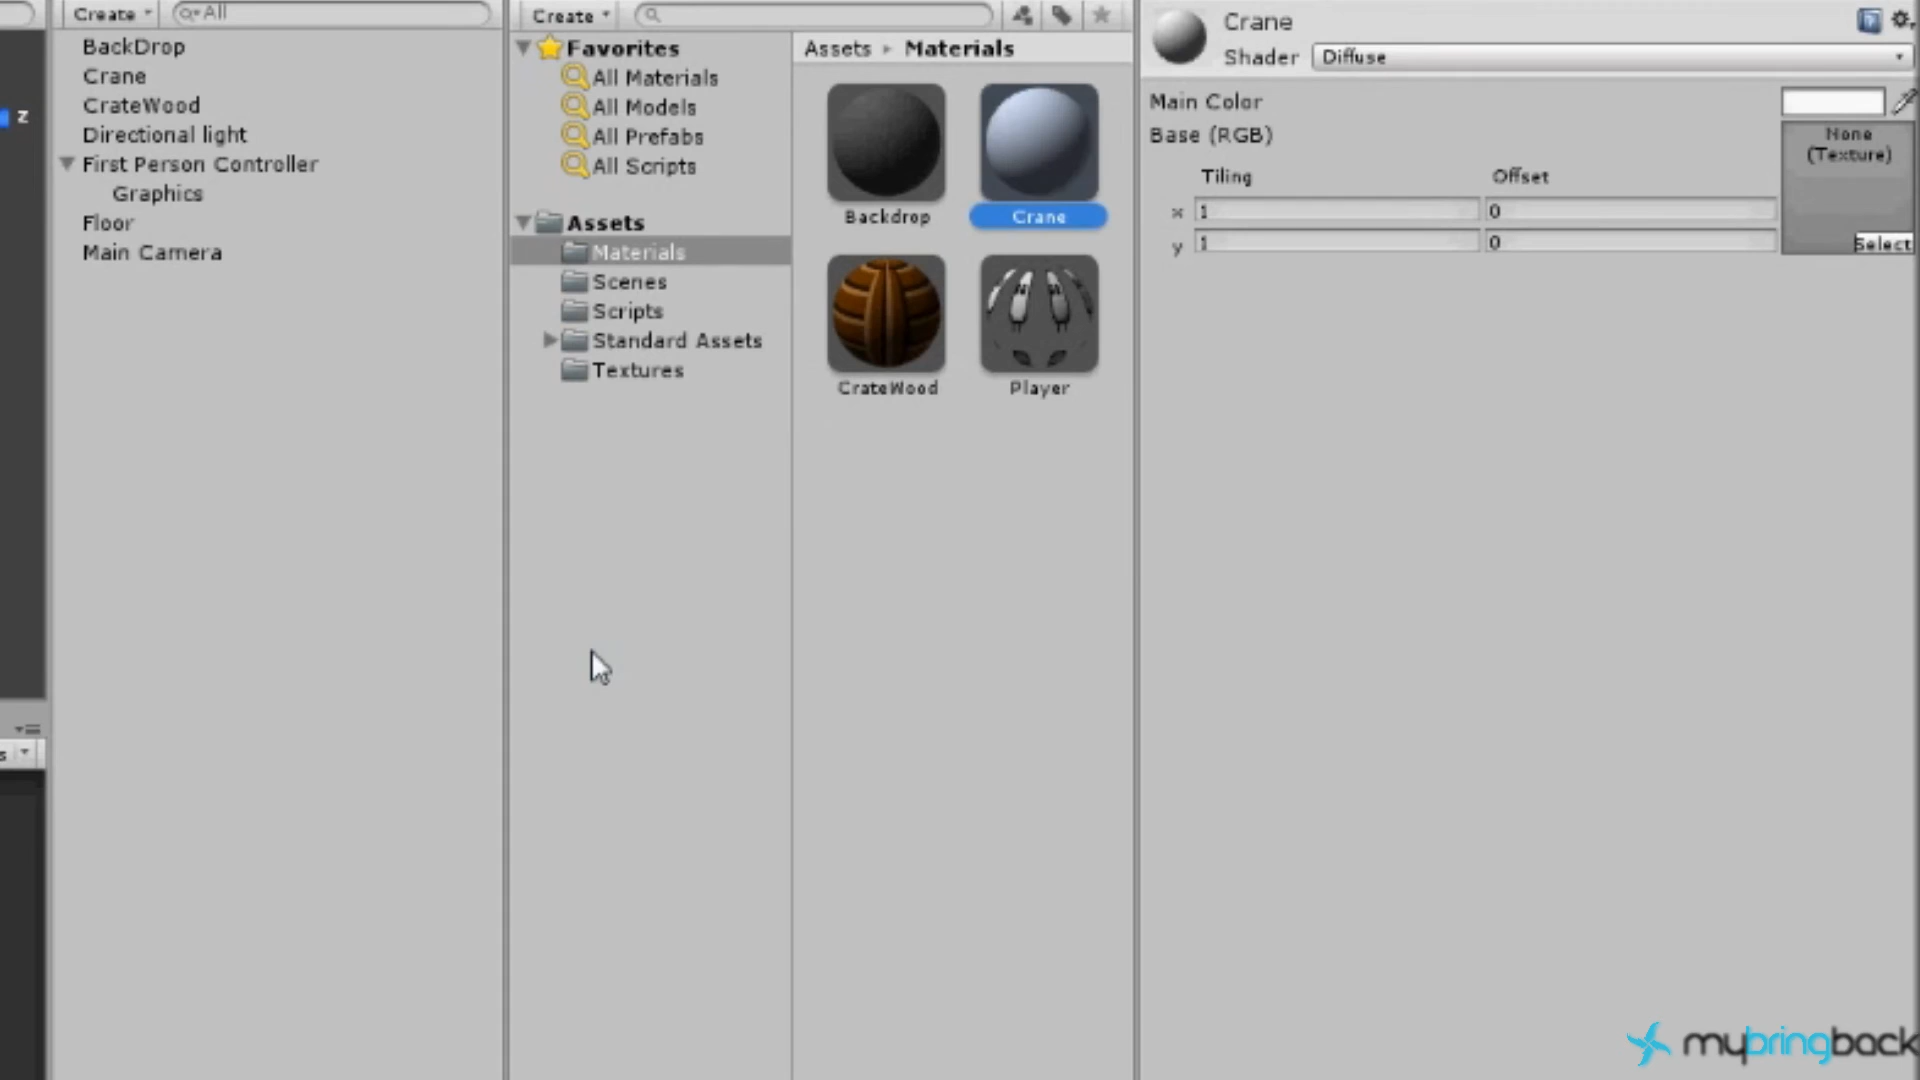 Create
All
BackDrop
Crane
CrateWood
Directional light
First Person Controller
Graphics
Floor
Main Camera
z
s
Create
Favorites
All Materials
All Models
All Prefabs
All Scripts
Assets
Materials
Scenes
Scripts
Standard Assets
Textures
Assets ▸ Materials
Backdrop
Crane
CrateWood
Player
Crane
Shader Diffuse
Main Color
Base (RGB)
None
(Texture)
Tiling Offset
x 1 0
y 1 0
Select
mybringback